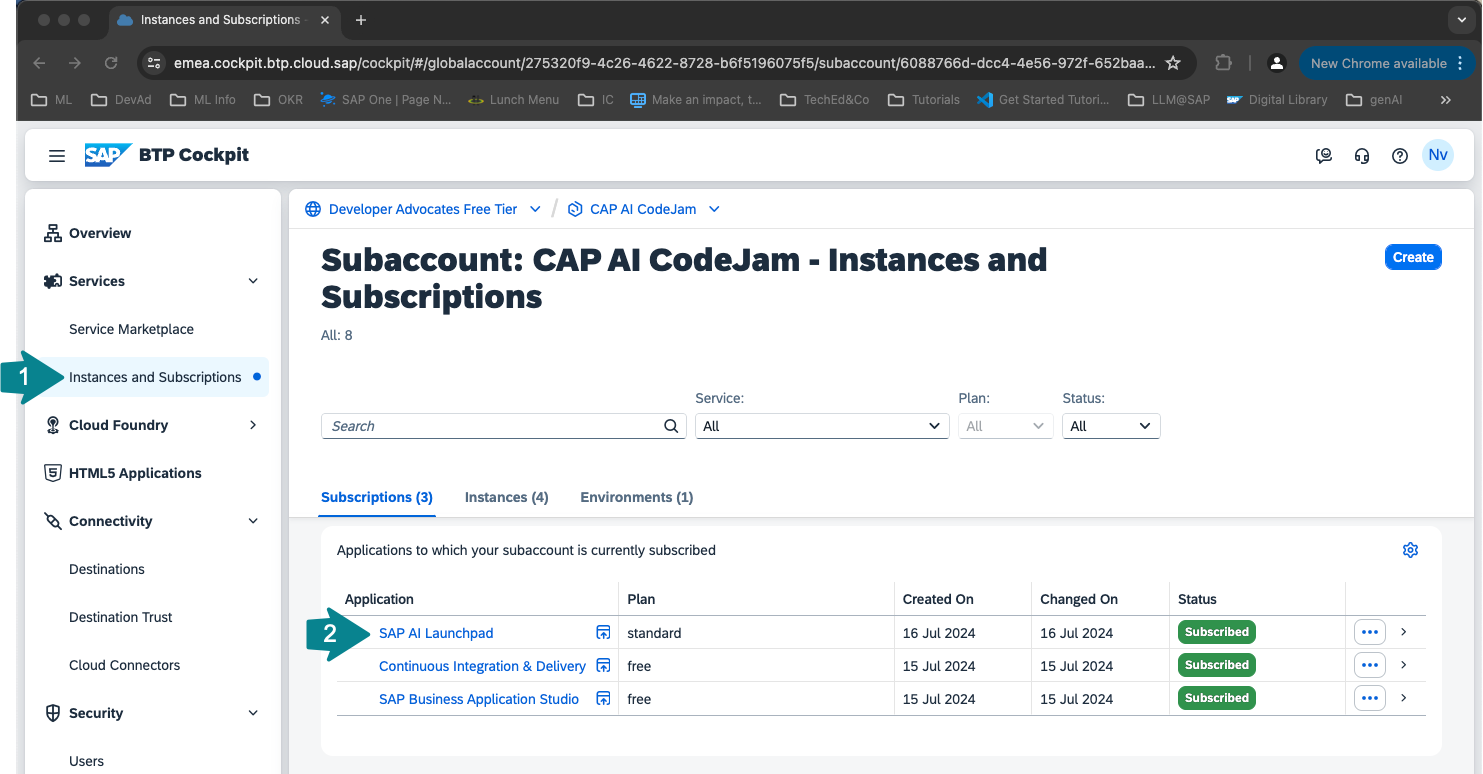 Instances and Subscriptions -
emea.cockpit.btp.cloud.sap/cockpit/#/globalaccount/275320f9-4c26-4622-8728-b6f5196075f5/subaccount/6088766d-dcc4-4e56-972f-652baa...
New Chrome available
ML
DevAd
ML Info
OKR
SAP One | Page N...
Lunch Menu
IC
Make an impact, t...
TechEd&Co
Tutorials
Get Started Tutori...
LLM@SAP
Digital Library
genAI
SAP BTP Cockpit
Nv
Overview
Services
Service Marketplace
1
Instances and Subscriptions
Cloud Foundry
HTML5 Applications
Connectivity
Destinations
Destination Trust
Cloud Connectors
Security
Users
Developer Advocates Free Tier / CAP AI CodeJam
Subaccount: CAP AI CodeJam - Instances and
Subscriptions
Create
All: 8
Service:
Plan:
Status:
Search
All
All
All
Subscriptions (3)
Instances (4)
Environments (1)
Applications to which your subaccount is currently subscribed
Application Plan Created On Changed On Status
2
SAP AI Launchpad standard 16 Jul 2024 16 Jul 2024 Subscribed
Continuous Integration & Delivery free 15 Jul 2024 15 Jul 2024 Subscribed
SAP Business Application Studio free 15 Jul 2024 15 Jul 2024 Subscribed